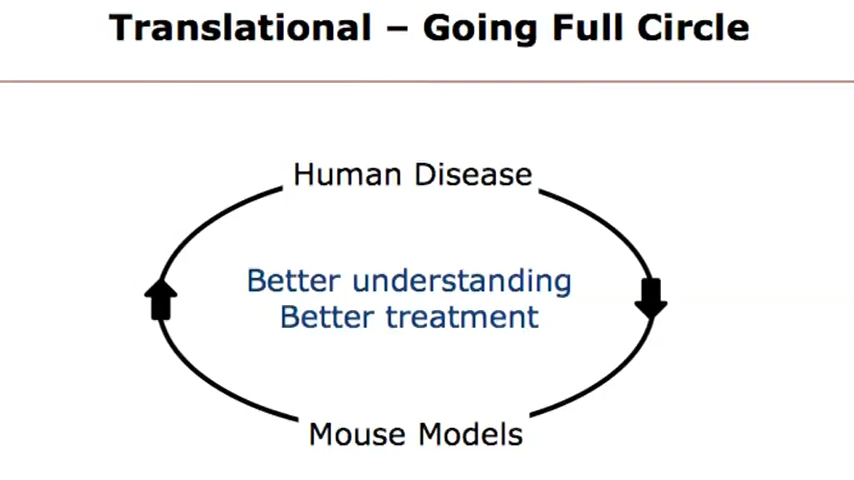 Translational – Going Full Circle
Human Disease
Better understanding
Better treatment
Mouse Models